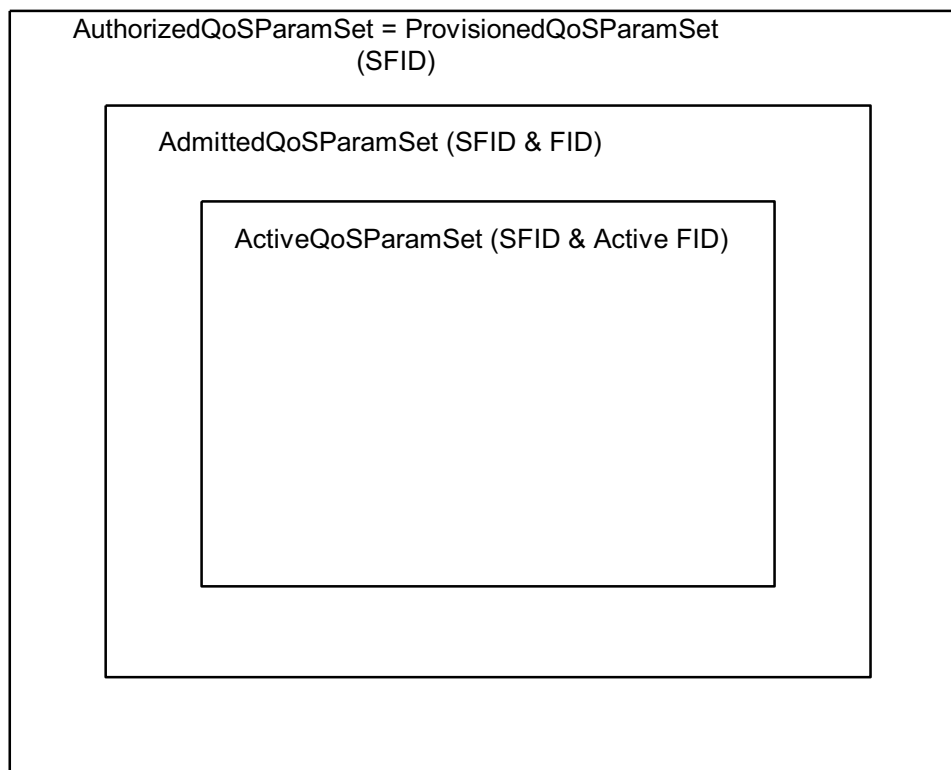 AuthorizedQoSParamSet = ProvisionedQoSParamSet
(SFID)
AdmittedQoSParamSet (SFID & FID)
ActiveQoSParamSet (SFID & Active FID)